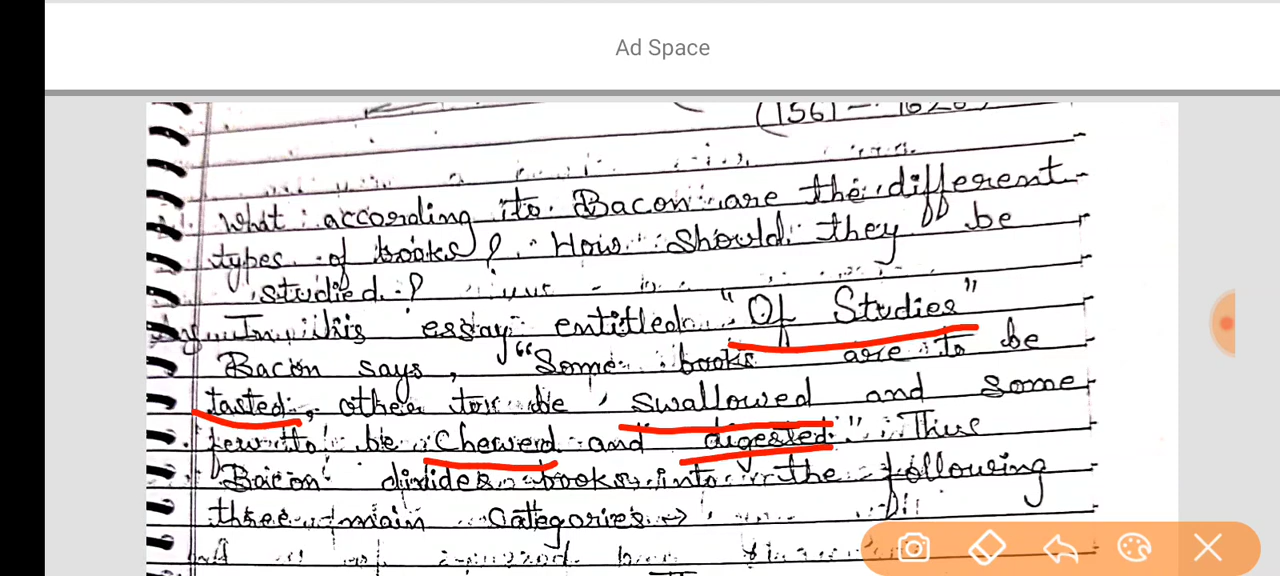 Ad Space
(1561 - 1626)
What according to Bacon are the different
types of books? How should they be
studied?
Ans In his essay entitled "Of Studies"
Bacon says, "Some books are to be
tasted, other to be swallowed and some
few to be Chewed and digested." Thus
Bacon divides books into the following
three main Categories →